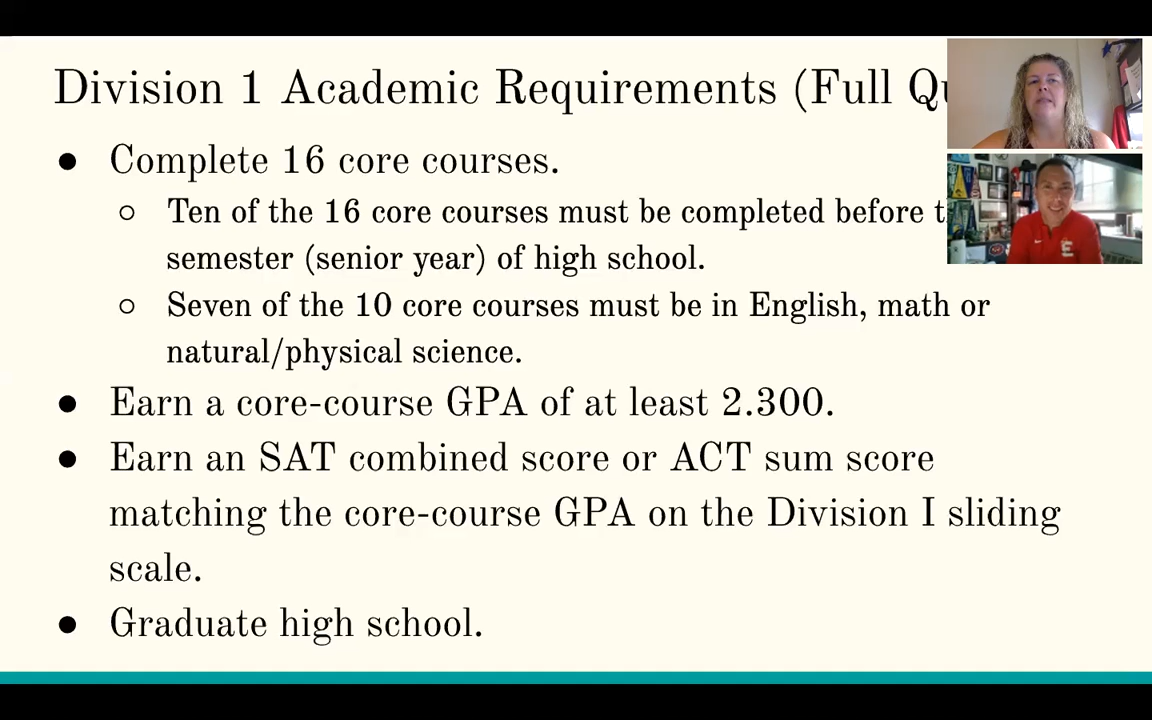 Division 1 Academic Requirements (Full
● Complete 16 core courses.
○ Ten of the 16 core courses must be completed before
semester (senior year) of high school.
○ Seven of the 10 core courses must be in English, math or
natural/physical science.
● Earn a core-course GPA of at least 2.300.
● Earn an SAT combined score or ACT sum score
matching the core-course GPA on the Division I sliding
scale.
● Graduate high school.
E